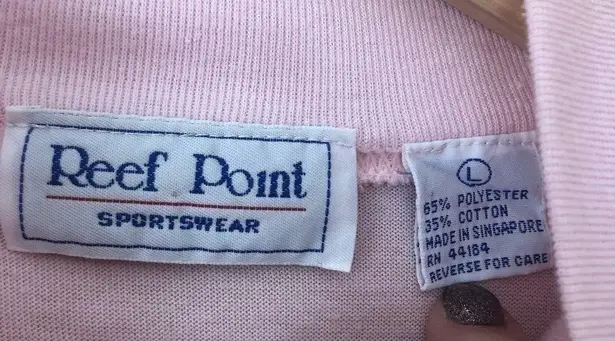 Reef Point
SPORTSWEAR
L
65% POLYESTER
35% COTTON
MADE IN SINGAPORE
RN 44184
REVERSE FOR CARE